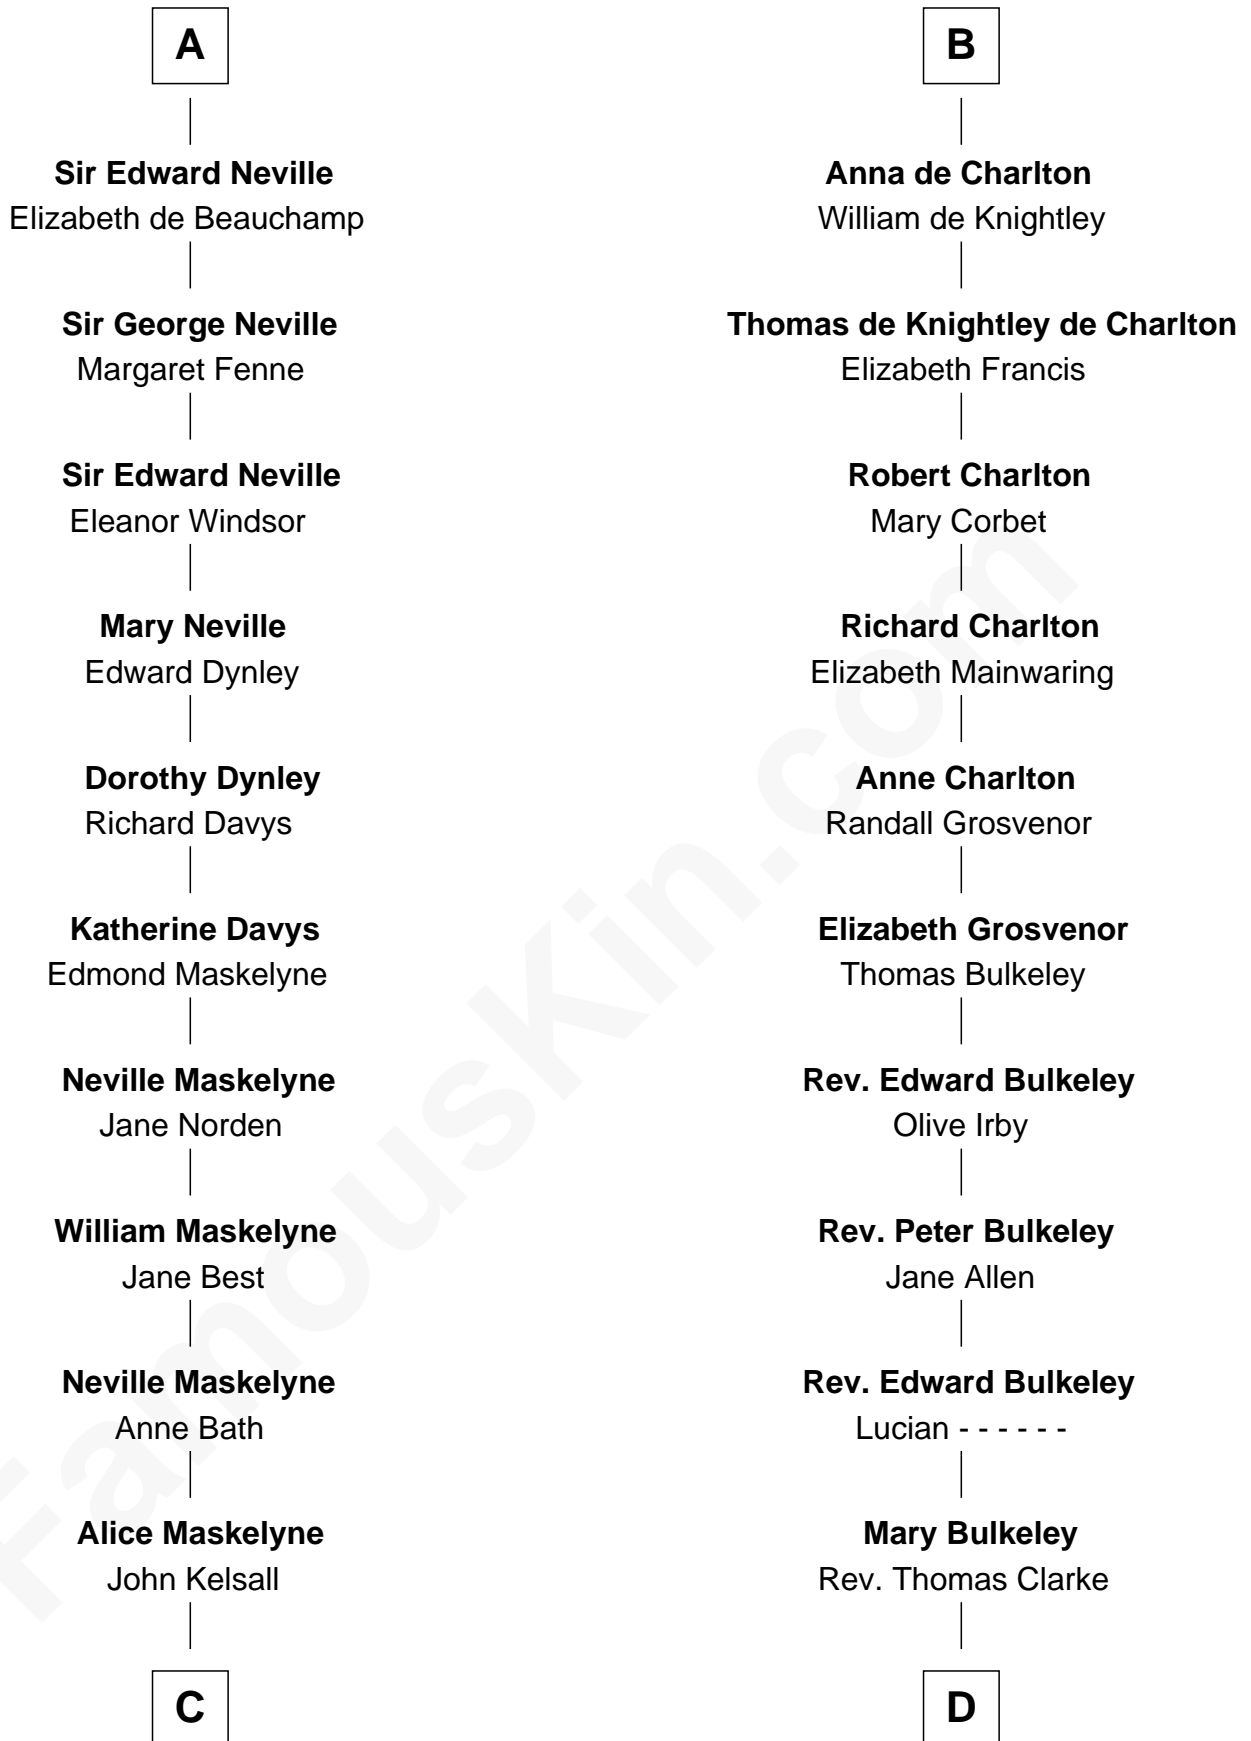 A
Sir Edward Neville
Elizabeth de Beauchamp
Sir George Neville
Margaret Fenne
Sir Edward Neville
Eleanor Windsor
Mary Neville
Edward Dynley
Dorothy Dynley
Richard Davys
Katherine Davys
Edmond Maskelyne
Neville Maskelyne
Jane Norden
William Maskelyne
Jane Best
Neville Maskelyne
Anne Bath
Alice Maskelyne
John Kelsall
C
B
Anna de Charlton
William de Knightley
Thomas de Knightley de Charlton
Elizabeth Francis
Robert Charlton
Mary Corbet
Richard Charlton
Elizabeth Mainwaring
Anne Charlton
Randall Grosvenor
Elizabeth Grosvenor
Thomas Bulkeley
Rev. Edward Bulkeley
Olive Irby
Rev. Peter Bulkeley
Jane Allen
Rev. Edward Bulkeley
Lucian - - - - - -
Mary Bulkeley
Rev. Thomas Clarke
D
FamousKin.com